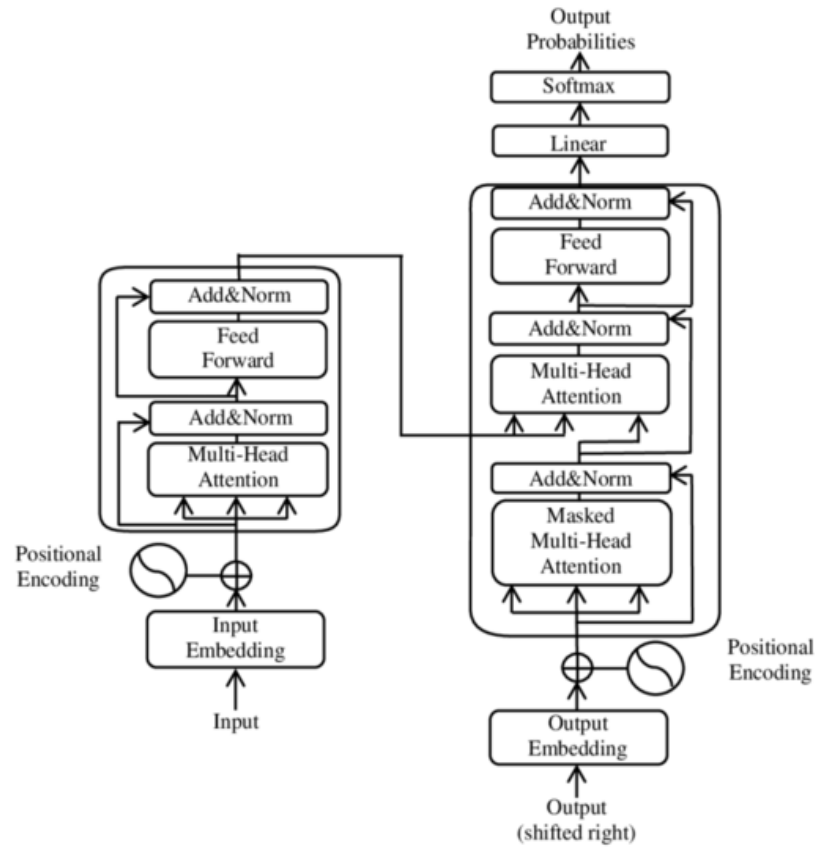 Output
Probabilities
Softmax
Linear
Add&Norm
Feed
Forward
Add&Norm
Multi-Head
Attention
Add&Norm
Masked
Multi-Head
Attention
Positional
Encoding
Output
Embedding
Output
(shifted right)
Add&Norm
Feed
Forward
Add&Norm
Multi-Head
Attention
Positional
Encoding
Input
Embedding
Input